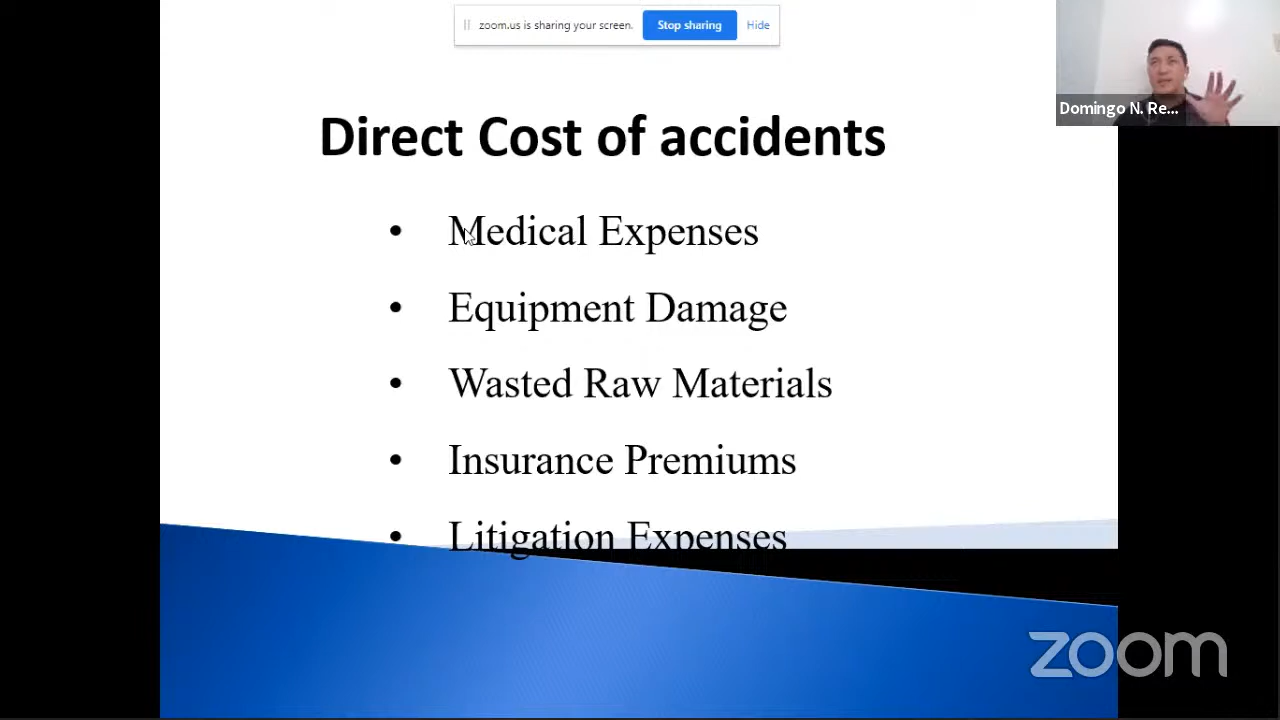 zoom.us is sharing your screen.
Stop sharing
Hide
Domingo N. Re...
Direct Cost of accidents
• Medical Expenses
• Equipment Damage
• Wasted Raw Materials
• Insurance Premiums
• Litigation Expenses
zoom